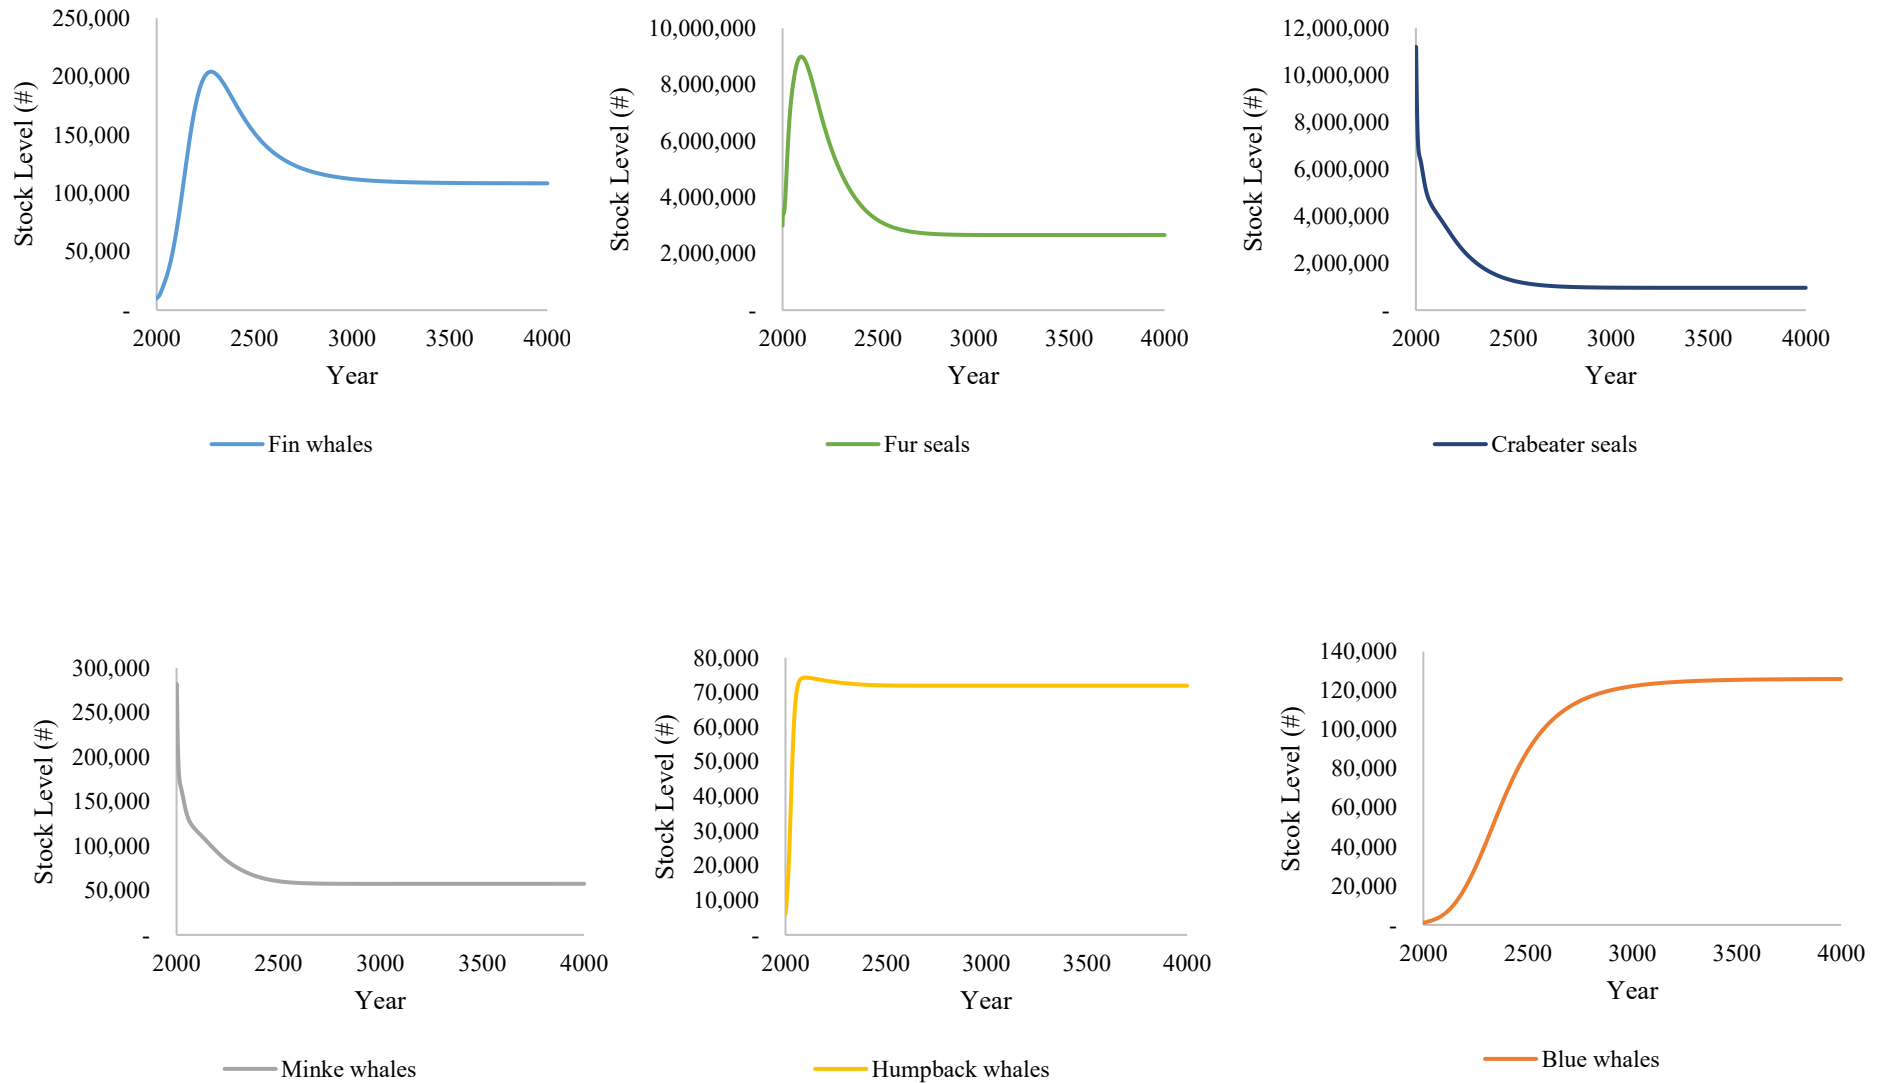 250,000
200,000
150,000
100,000
50,000
-
Stock Level (#)
2000 2500 3000 3500 4000
Year
Fin whales
10,000,000
8,000,000
6,000,000
4,000,000
2,000,000
-
Stock Level (#)
2000 2500 3000 3500 4000
Year
Fur seals
12,000,000
10,000,000
8,000,000
6,000,000
4,000,000
2,000,000
-
Stock Level (#)
2000 2500 3000 3500 4000
Year
Crabeater seals
300,000
250,000
200,000
150,000
100,000
50,000
-
Stock Level (#)
2000 2500 3000 3500 4000
Year
Minke whales
80,000
70,000
60,000
50,000
40,000
30,000
20,000
10,000
-
Stock Level (#)
2000 2500 3000 3500 4000
Year
Humpback whales
140,000
120,000
100,000
80,000
60,000
40,000
20,000
-
Stcok Level (#)
2000 2500 3000 3500 4000
Year
Blue whales